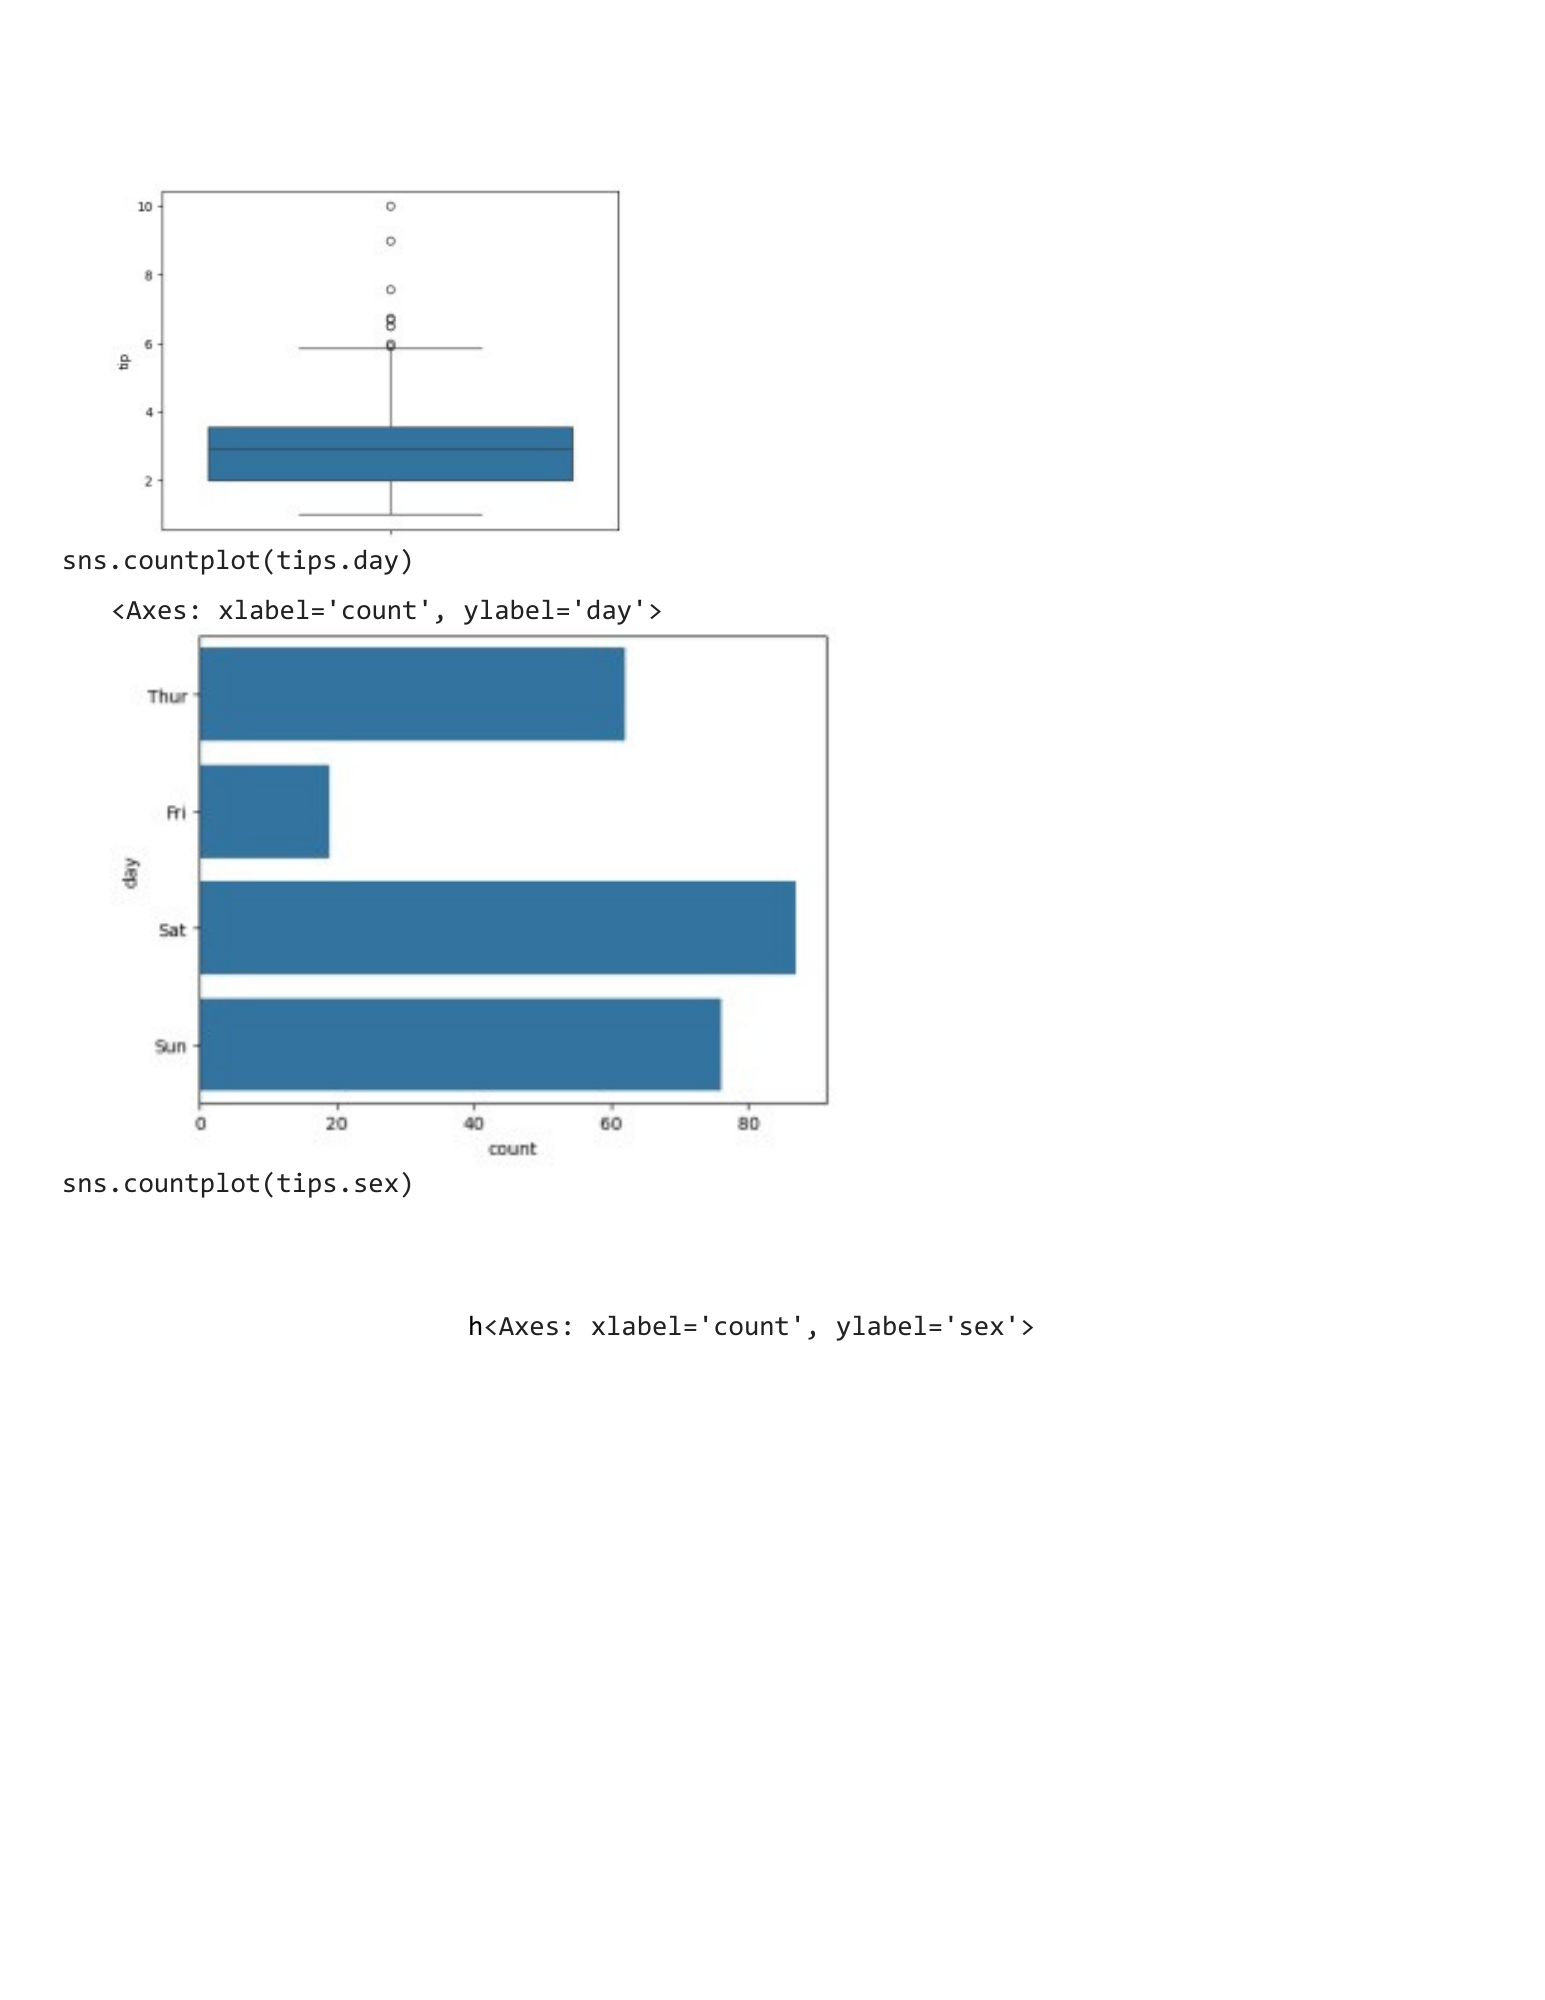 10
8
6
tip
4
2
sns.countplot(tips.day)
<Axes: xlabel='count', ylabel='day'>
Thur
Fri
day
Sat
Sun
0 20 40 60 80
count
sns.countplot(tips.sex)
h<Axes: xlabel='count', ylabel='sex'>